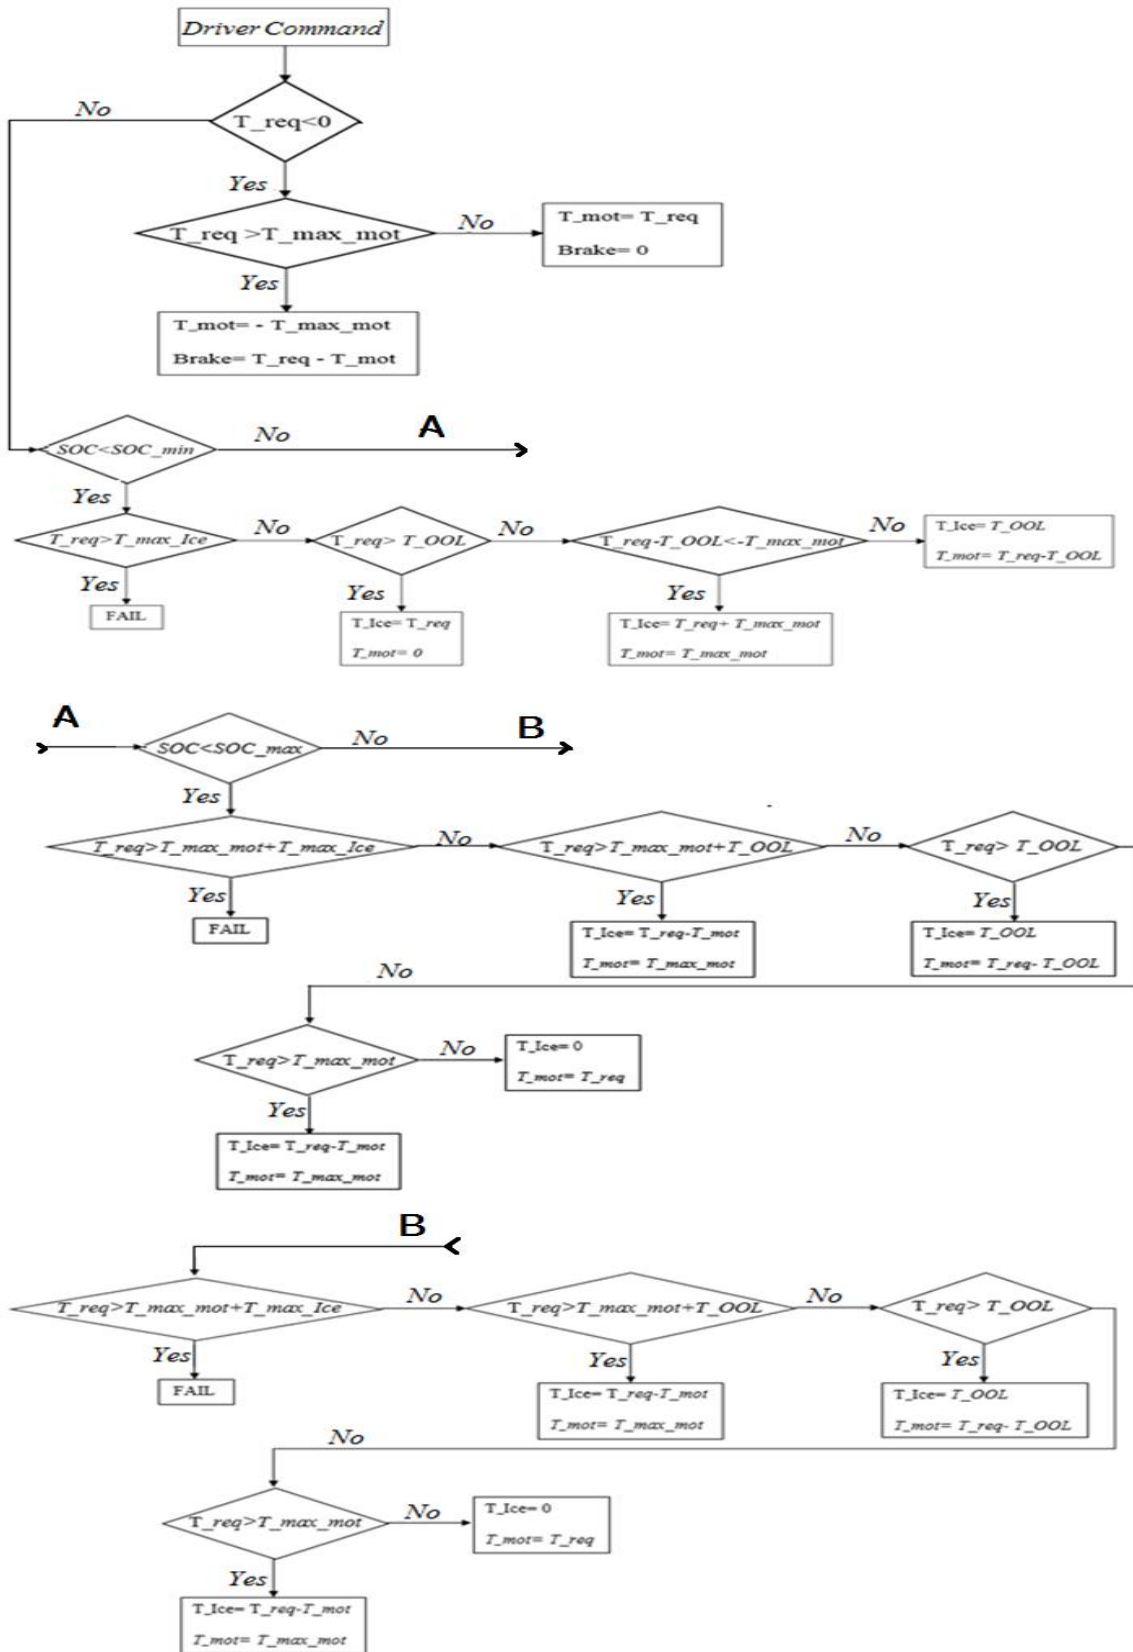 Driver Command
No
T_req<0
Yes
T_req >T_max_mot
No
T_mot= T_req
Brake= 0
Yes
T_mot= - T_max_mot
Brake= T_req - T_mot
SOC<SOC_min
No
A
Yes
T_req>T_max_Ice
No
T_req> T_OOL
No
T_req-T_OOL<-T_max_mot
No
T_Ice= T_OOL
T_mot= T_req-T_OOL
Yes
FAIL
Yes
T_Ice= T_req
T_mot= 0
Yes
T_Ice= T_req+ T_max_mot
T_mot= T_max_mot
A
SOC<SOC_max
No
B
Yes
T_req>T_max_mot+T_max_Ice
No
T_req>T_max_mot+T_OOL
No
T_req> T_OOL
Yes
FAIL
Yes
T_Ice= T_req-T_mot
T_mot= T_max_mot
Yes
T_Ice= T_OOL
T_mot= T_req- T_OOL
No
T_req>T_max_mot
No
T_Ice= 0
T_mot= T_req
Yes
T_Ice= T_req-T_mot
T_mot= T_max_mot
B
T_req>T_max_mot+T_max_Ice
No
T_req>T_max_mot+T_OOL
No
T_req> T_OOL
Yes
FAIL
Yes
T_Ice= T_req-T_mot
T_mot= T_max_mot
Yes
T_Ice= T_OOL
T_mot= T_req- T_OOL
No
T_req>T_max_mot
No
T_Ice= 0
T_mot= T_req
Yes
T_Ice= T_req-T_mot
T_mot= T_max_mot